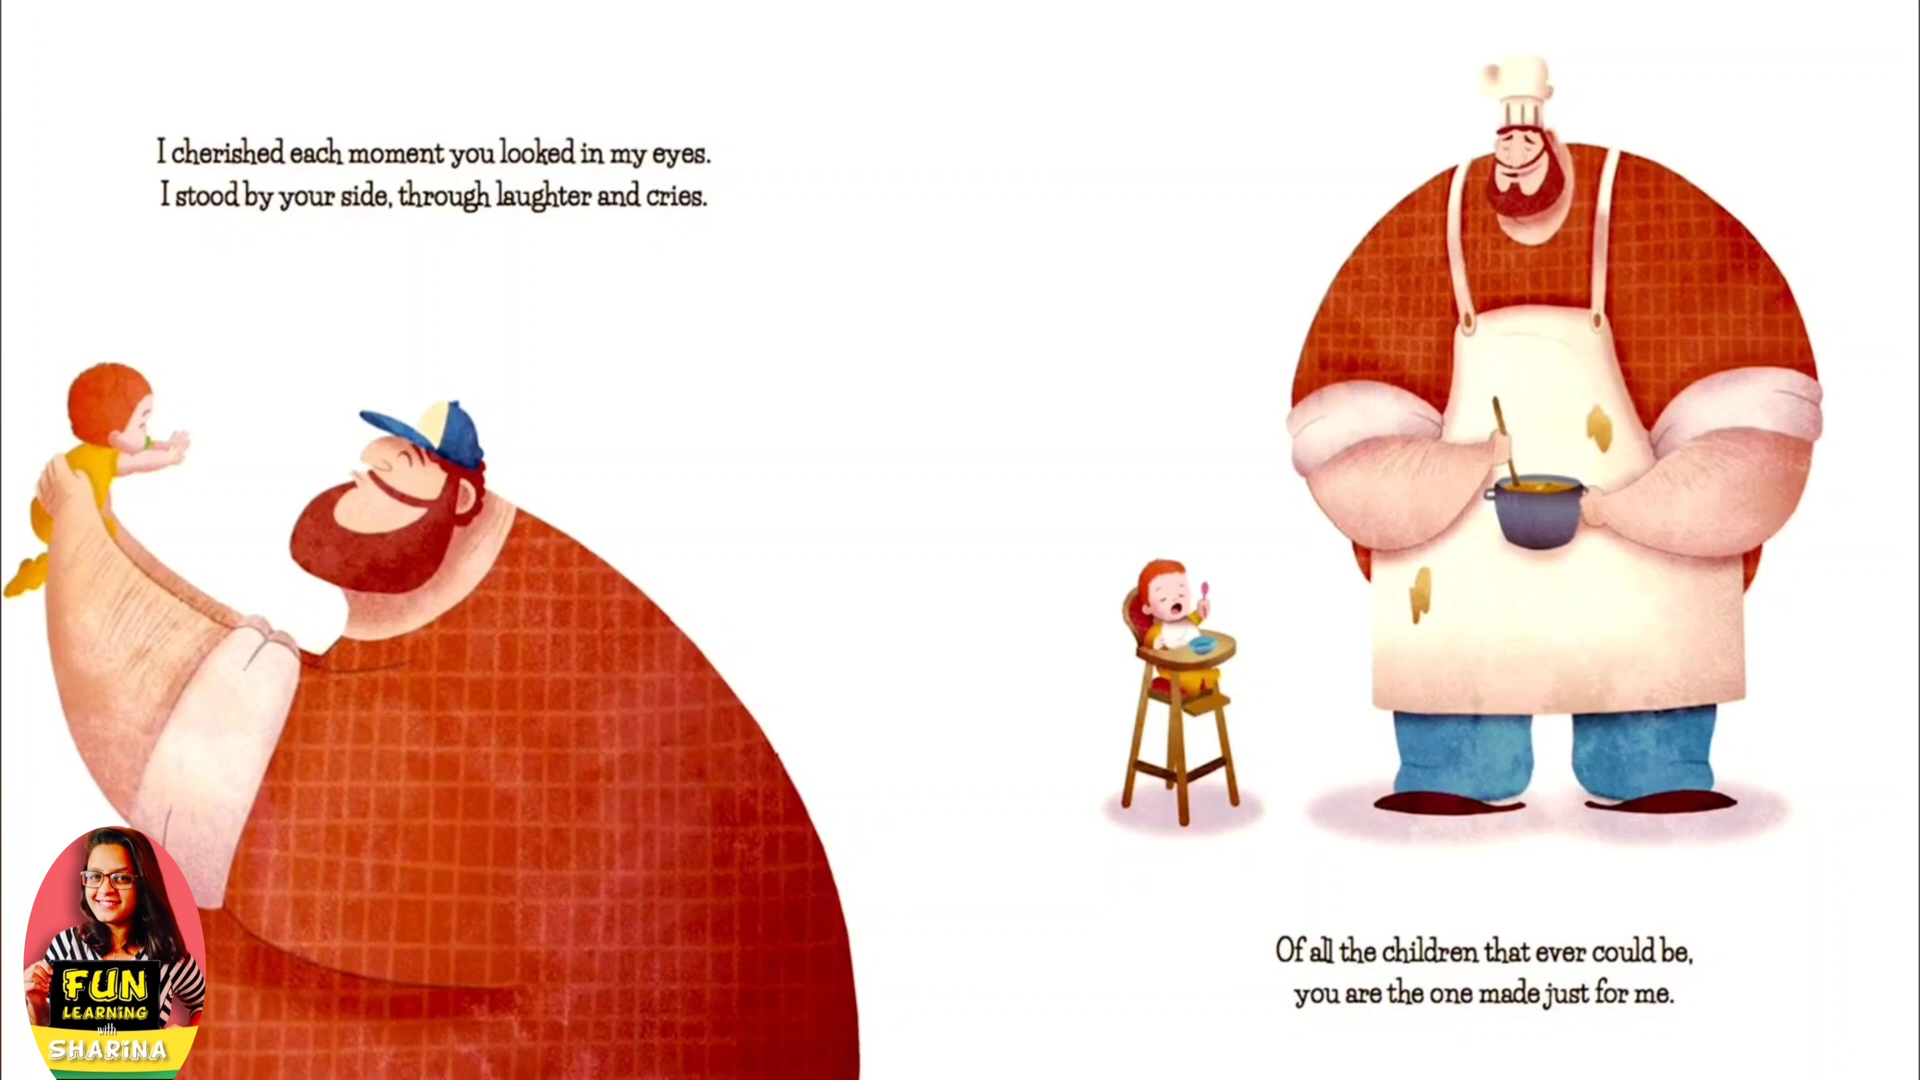 I cherished each moment you looked in my eyes.
I stood by your side, through laughter and cries.
Of all the children that ever could be,
you are the one made just for me.
FUN
LEARNING
with
SHARINA